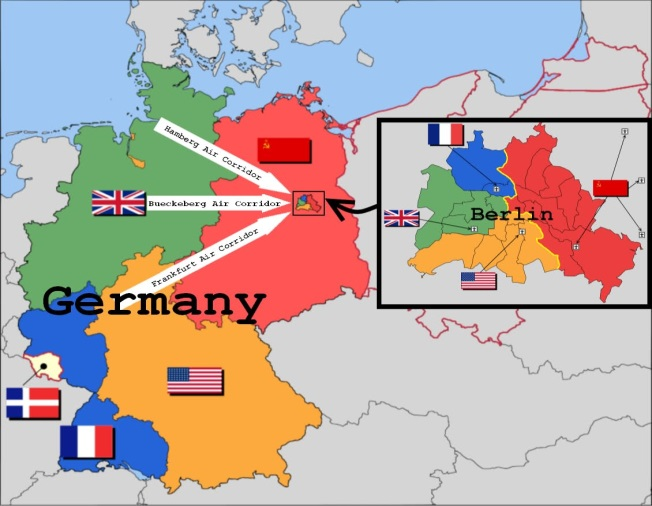 Hamberg Air Corridor
Bueckeberg Air Corridor
Frankfurt Air Corridor
Berlin
Germany